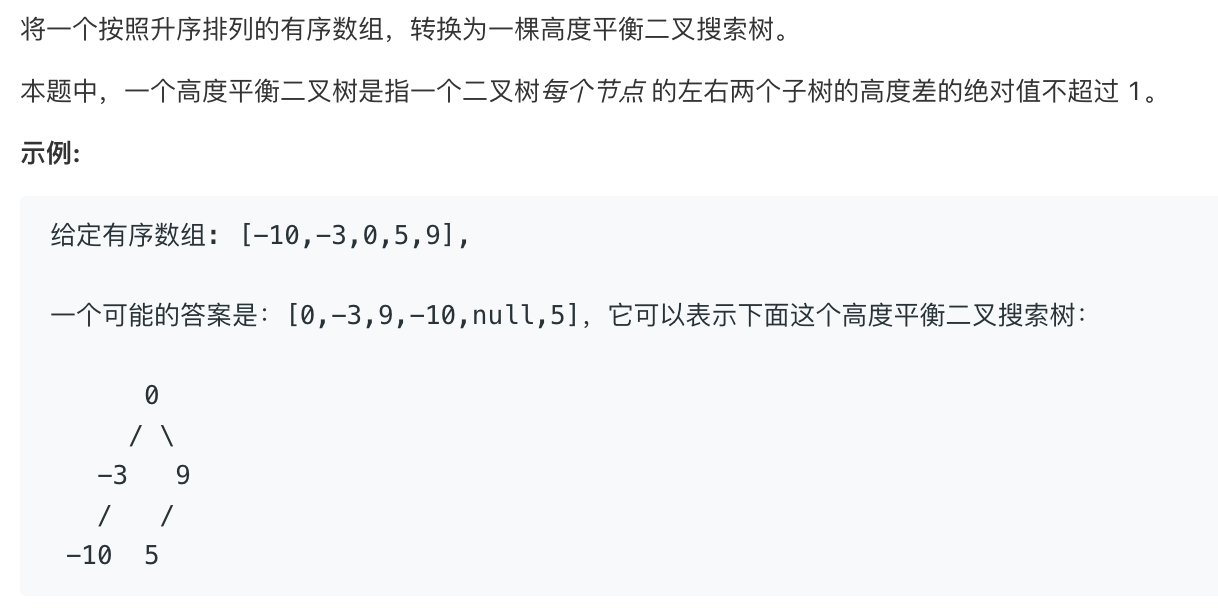 将一个按照升序排列的有序数组，转换为一棵高度平衡二叉搜索树。
本题中，一个高度平衡二叉树是指一个二叉树每个节点 的左右两个子树的高度差的绝对值不超过 1。
示例:
给定有序数组: [-10,-3,0,5,9],
一个可能的答案是：[0,-3,9,-10,null,5]，它可以表示下面这个高度平衡二叉搜索树：
0
/ \
-3 9
/ /
-10 5